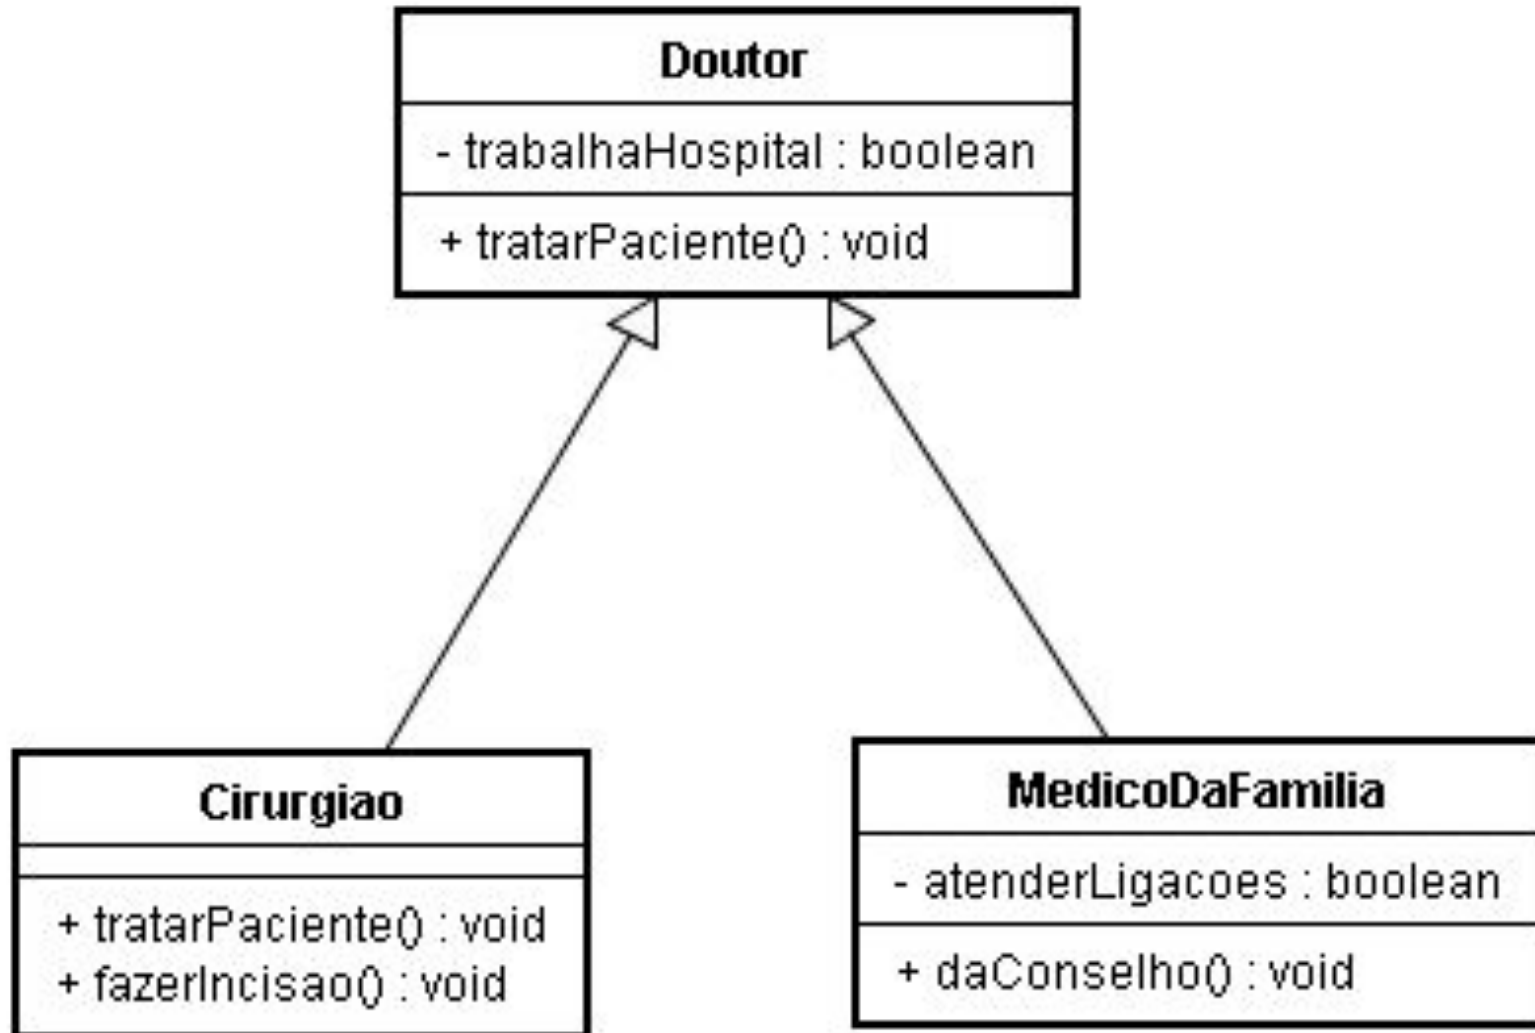 Doutor
- trabalhaHospital : boolean
+ tratarPaciente() : void
Cirurgiao
+ tratarPaciente() : void
+ fazerIncisao() : void
MedicoDaFamilia
- atenderLigacoes : boolean
+ daConselho() : void